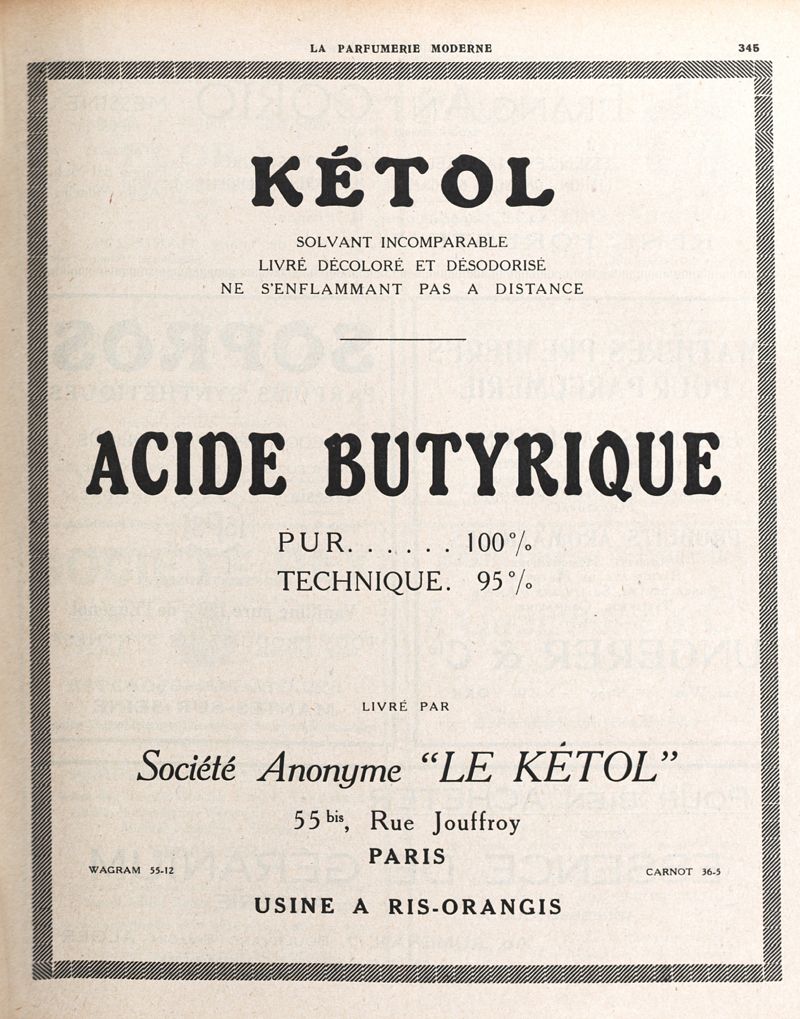 LA PARFUMERIE MODERNE 345
KÉTOL
SOLVANT INCOMPARABLE
LIVRÉ DÉCOLORÉ ET DÉSODORISÉ
NE S'ENFLAMMANT PAS A DISTANCE
ACIDE BUTYRIQUE
PUR. . . . . . 100 %
TECHNIQUE. 95 %
LIVRÉ PAR
Société Anonyme "LE KÉTOL"
55 bis, Rue Jouffroy
PARIS
WAGRAM 55-12 CARNOT 36-5
USINE A RIS-ORANGIS